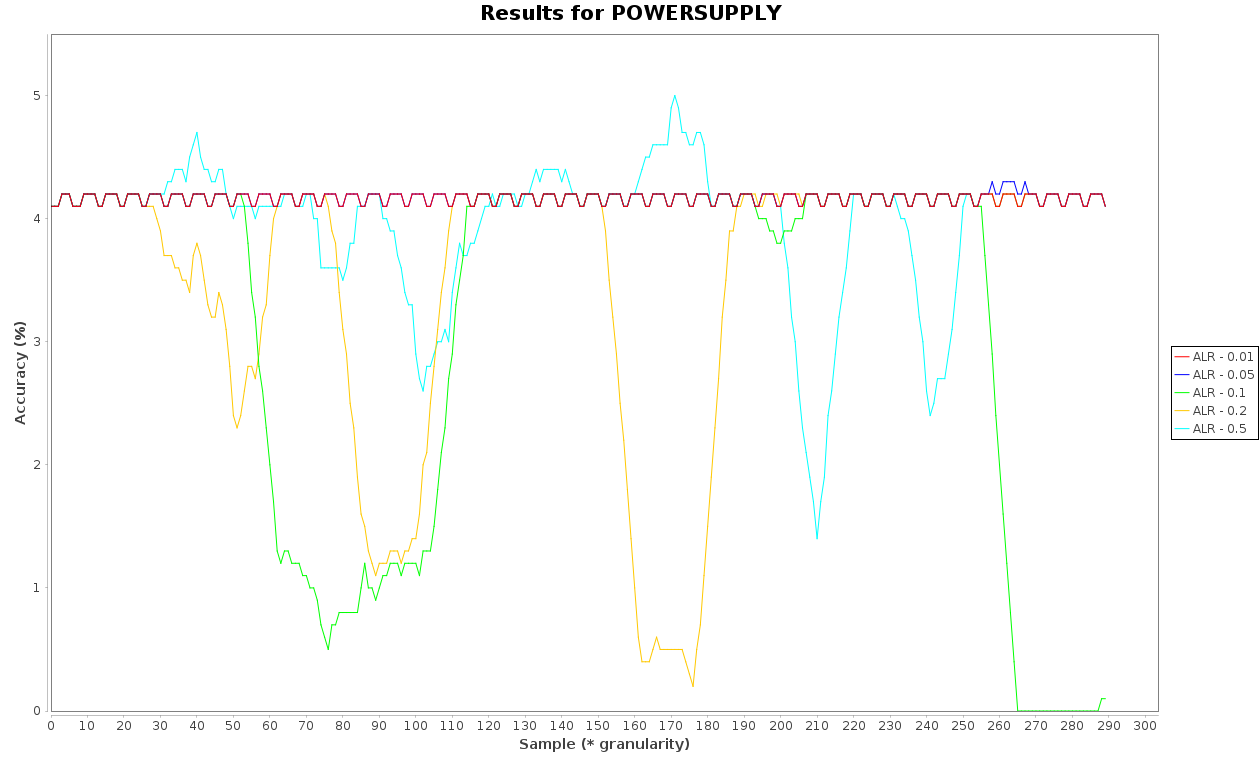 Results for POWERSUPPLY
Accuracy (%)
5
4
3
2
1
0
0 10 20 30 40 50 60 70 80 90 100 110 120 130 140 150 160 170 180 190 200 210 220 230 240 250 260 270 280 290 300
Sample (* granularity)
ALR - 0.01
ALR - 0.05
ALR - 0.1
ALR - 0.2
ALR - 0.5